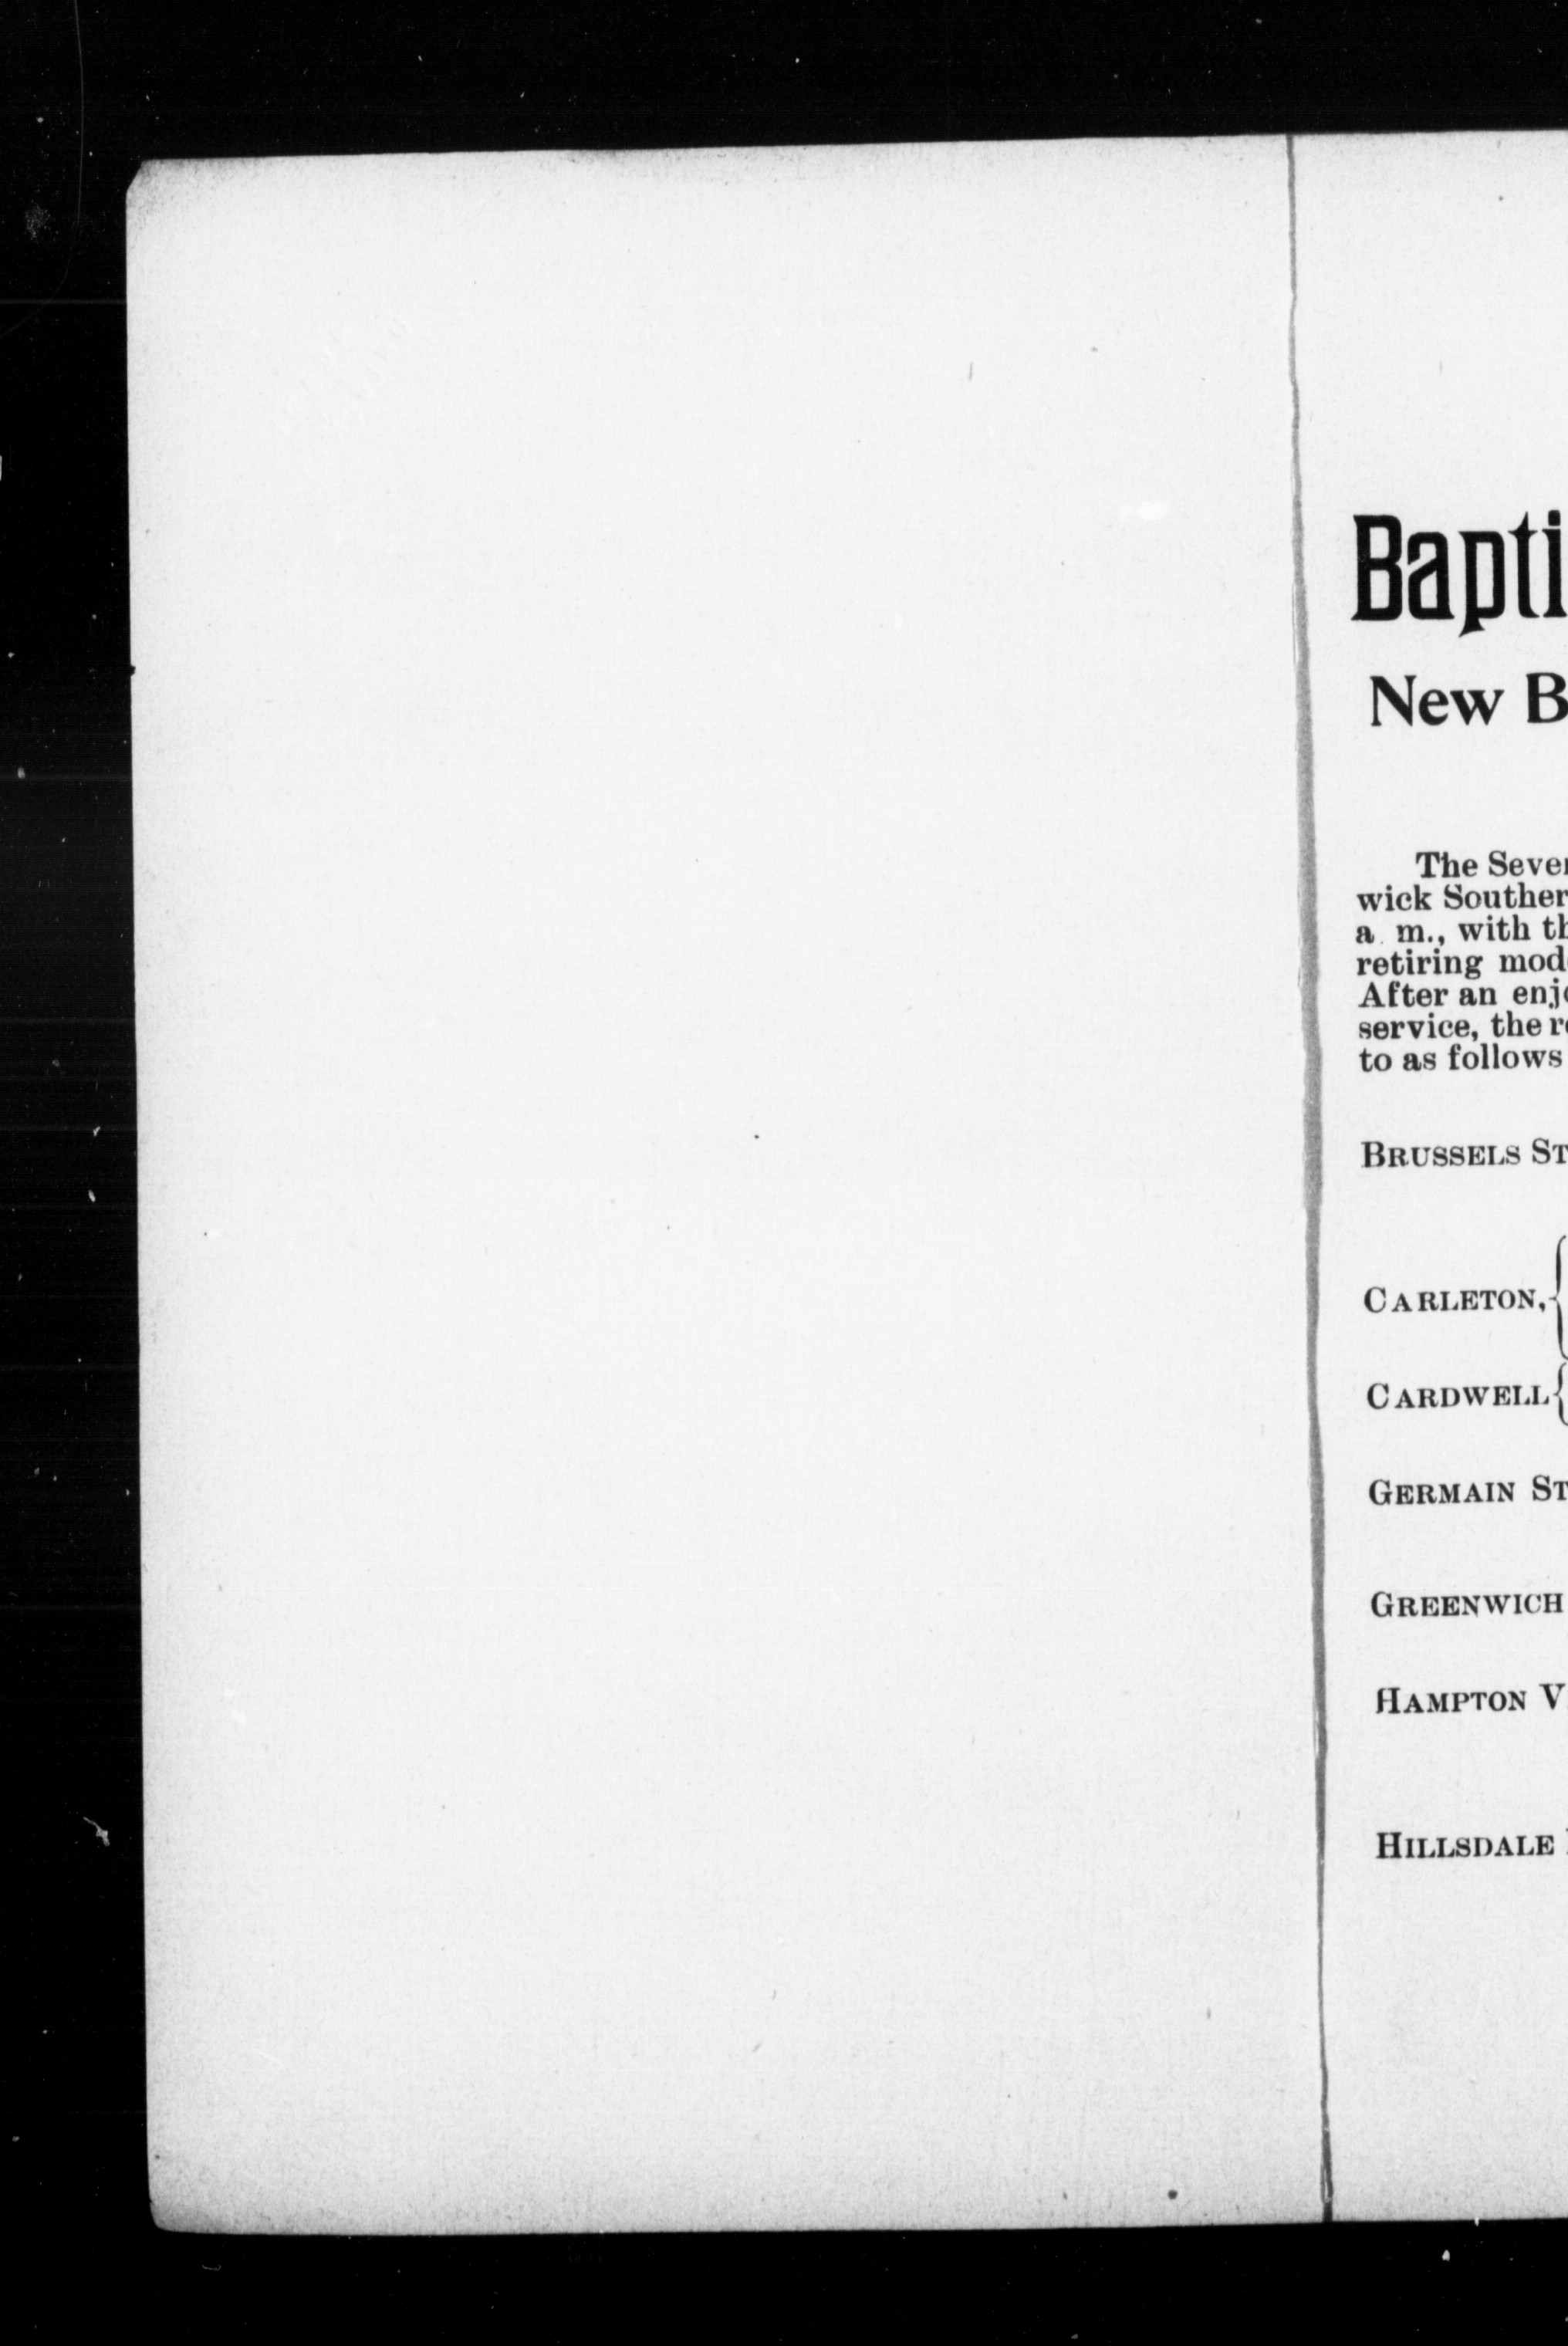 Bapti
New B
The Seve
wick Souther
a. m., with th
retiring mod
After an enj
service, the r
to as follows
BRUSSELS ST
CARLETON,
CARDWELL
GERMAIN ST
GREENWICH
HAMPTON V
HILLSDALE